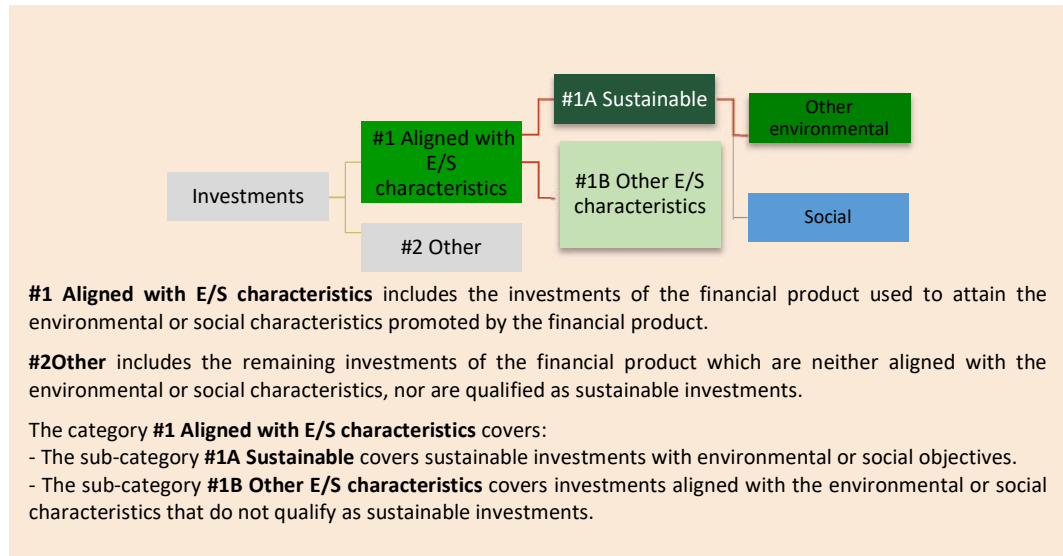 #1A Sustainable
Other
environmental
#1 Aligned with
E/S
characteristics
#1B Other E/S
characteristics
Investments
Social
#2 Other
#1 Aligned with E/S characteristics includes the investments of the financial product used to attain the
environmental or social characteristics promoted by the financial product.
#2Other includes the remaining investments of the financial product which are neither aligned with the
environmental or social characteristics, nor are qualified as sustainable investments.
The category #1 Aligned with E/S characteristics covers:
- The sub-category #1A Sustainable covers sustainable investments with environmental or social objectives.
- The sub-category #1B Other E/S characteristics covers investments aligned with the environmental or social
characteristics that do not qualify as sustainable investments.